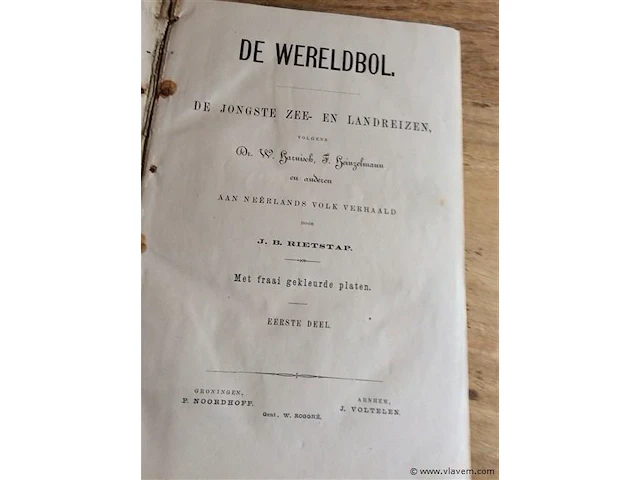 DE WERELDBOL.
DE JONGSTE ZEE- EN LANDREIZEN,
VOLGENS
Dr. W. Harnisch, F. Heinzelmann
en anderen
AAN NEÊRLANDS VOLK VERHAALD
DOOR
J. B. RIETSTAP.
Met fraai gekleurde platen.
EERSTE DEEL.
GRONINGEN,
P. NOORDHOFF.
ARNHEM,
J. VOLTELEN.
Gent, W. ROGGHÉ.
© www.vlavem.com